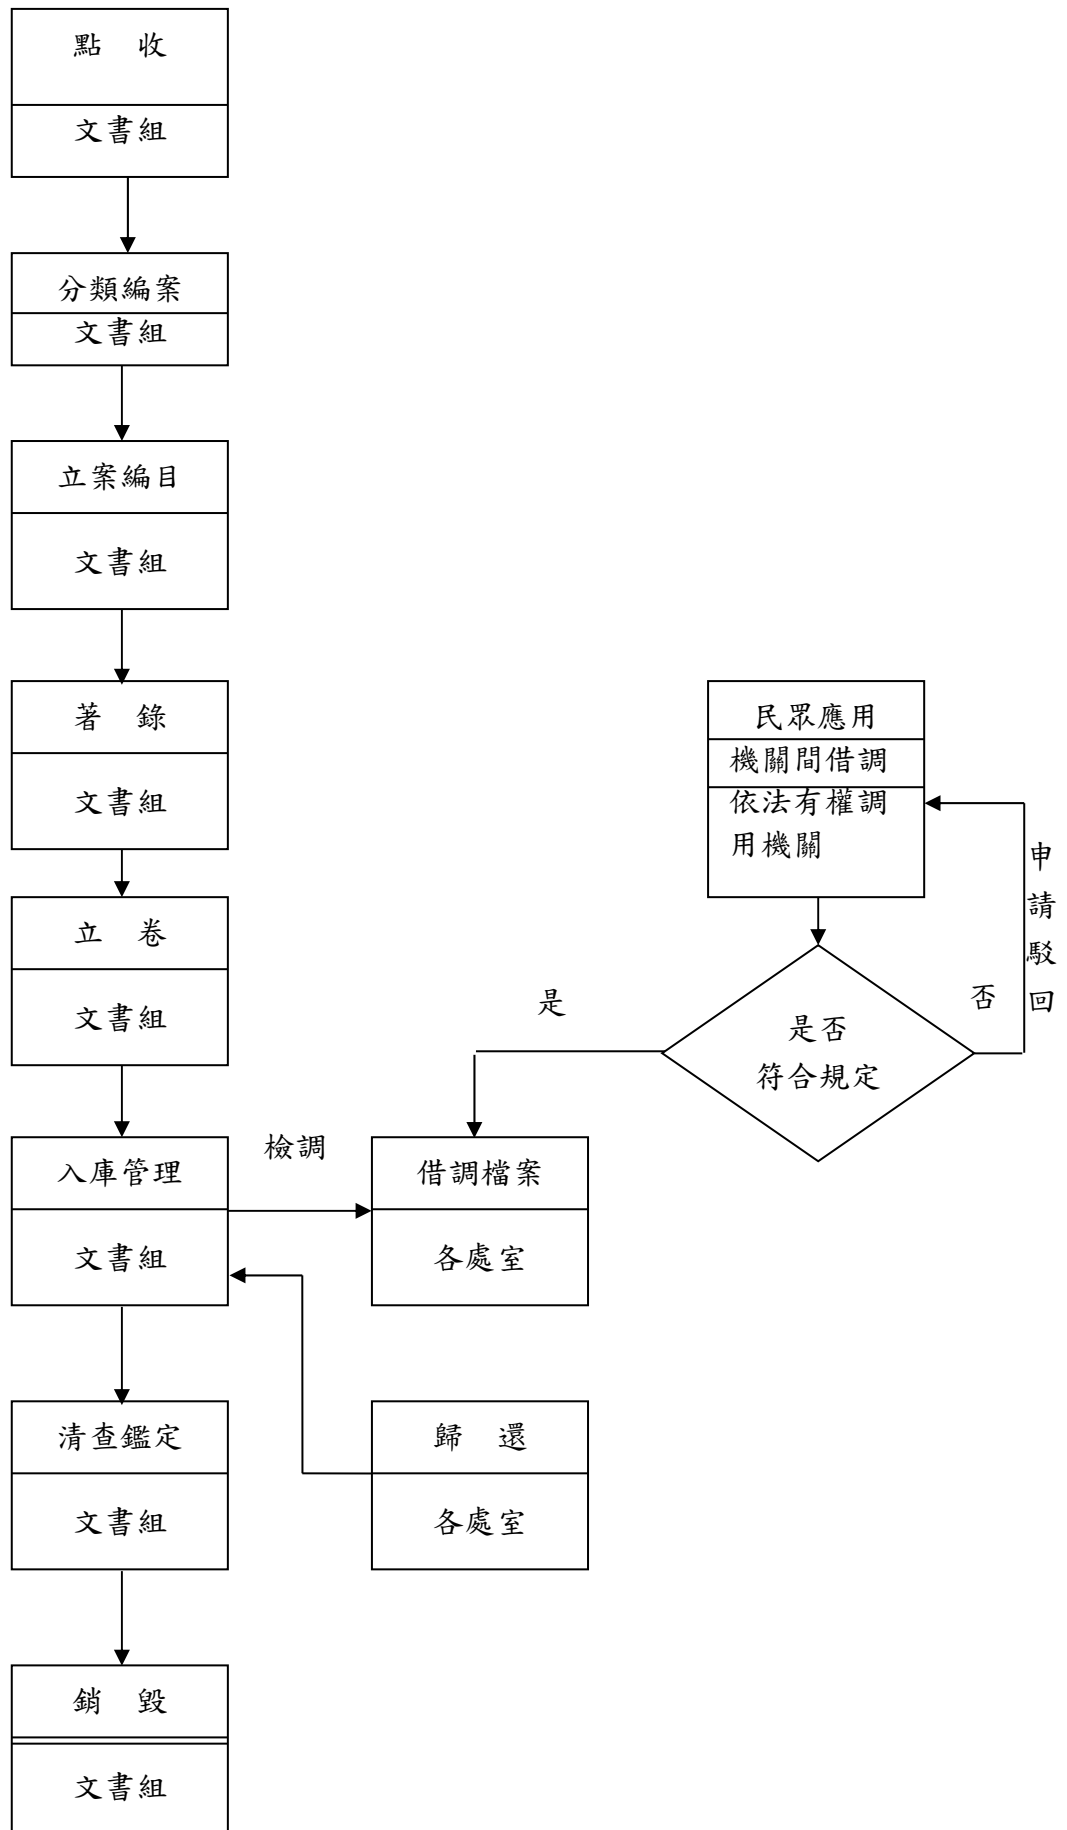 點　收
文書組
分類編案
文書組
立案編目
文書組
著　錄
文書組
立　卷
文書組
入庫管理
文書組
清查鑑定
文書組
銷　毀
文書組
檢調
借調檔案
各處室
歸　還
各處室
民眾應用
機關間借調
依法有權調
用機關
是否
符合規定
是
否
申請駁回